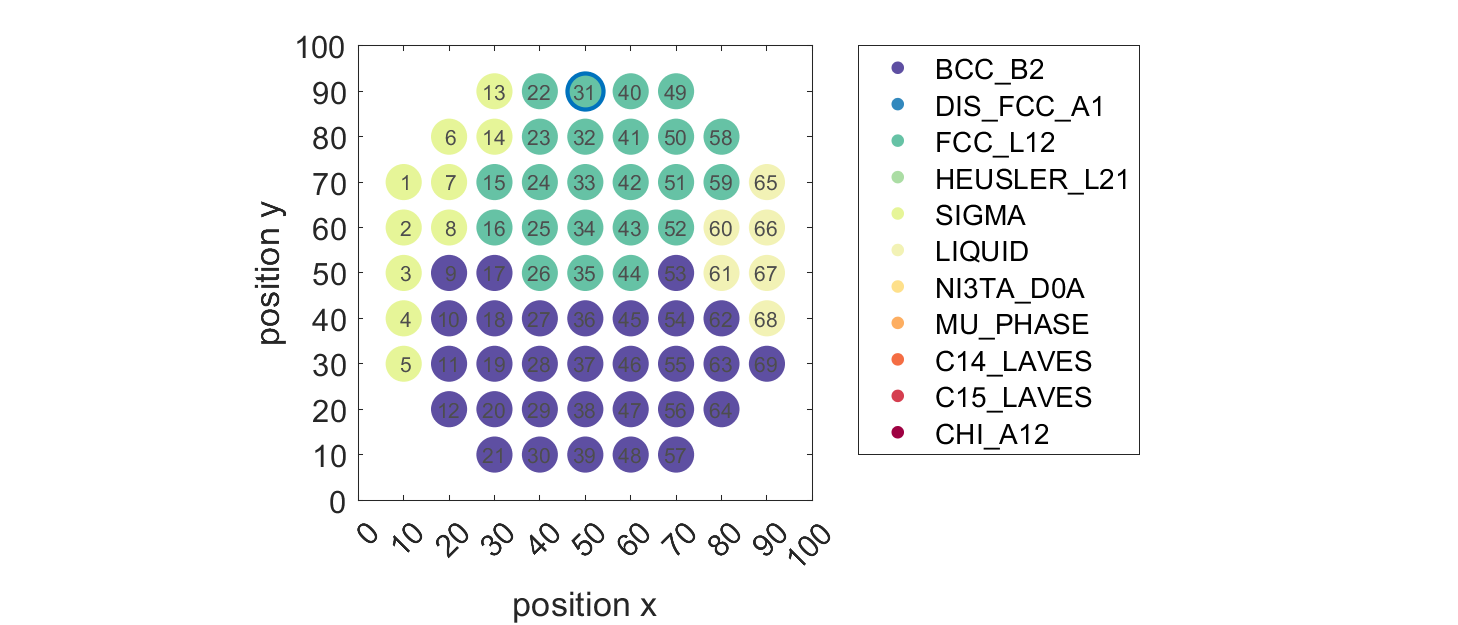 100
90
80
70
60
50
40
30
20
10
0
13 22 31 40 49
6 14 23 32 41 50 58
1 7 15 24 33 42 51 59 65
2 8 16 25 34 43 52 60 66
3 9 17 26 35 44 53 61 67
4 10 18 27 36 45 54 62 68
5 11 19 28 37 46 55 63 69
12 20 29 38 47 56 64
21 30 39 48 57
0 10 20 30 40 50 60 70 80 90 100
position x
position y
BCC_B2
DIS_FCC_A1
FCC_L12
HEUSLER_L21
SIGMA
LIQUID
NI3TA_D0A
MU_PHASE
C14_LAVES
C15_LAVES
CHI_A12